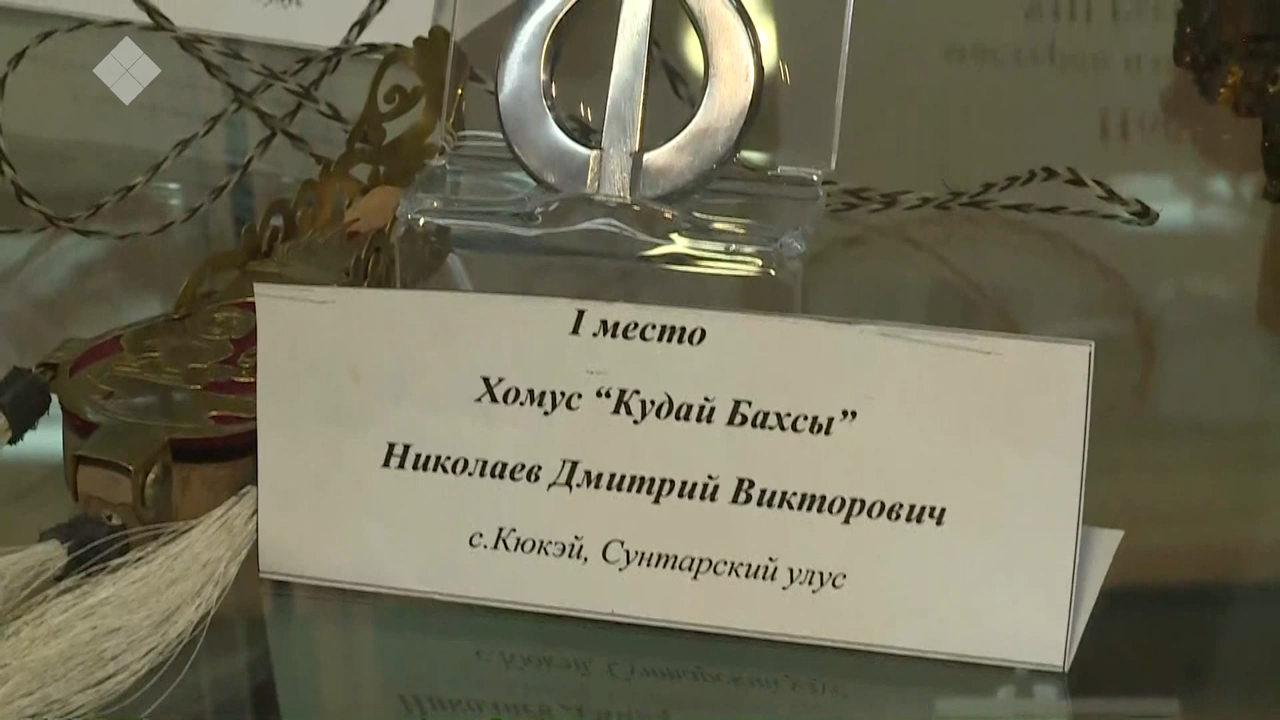 I место
Хомус “Кудай Бахсы”
Николаев Дмитрий Викторович
с.Кюкэй, Сунтарский улус